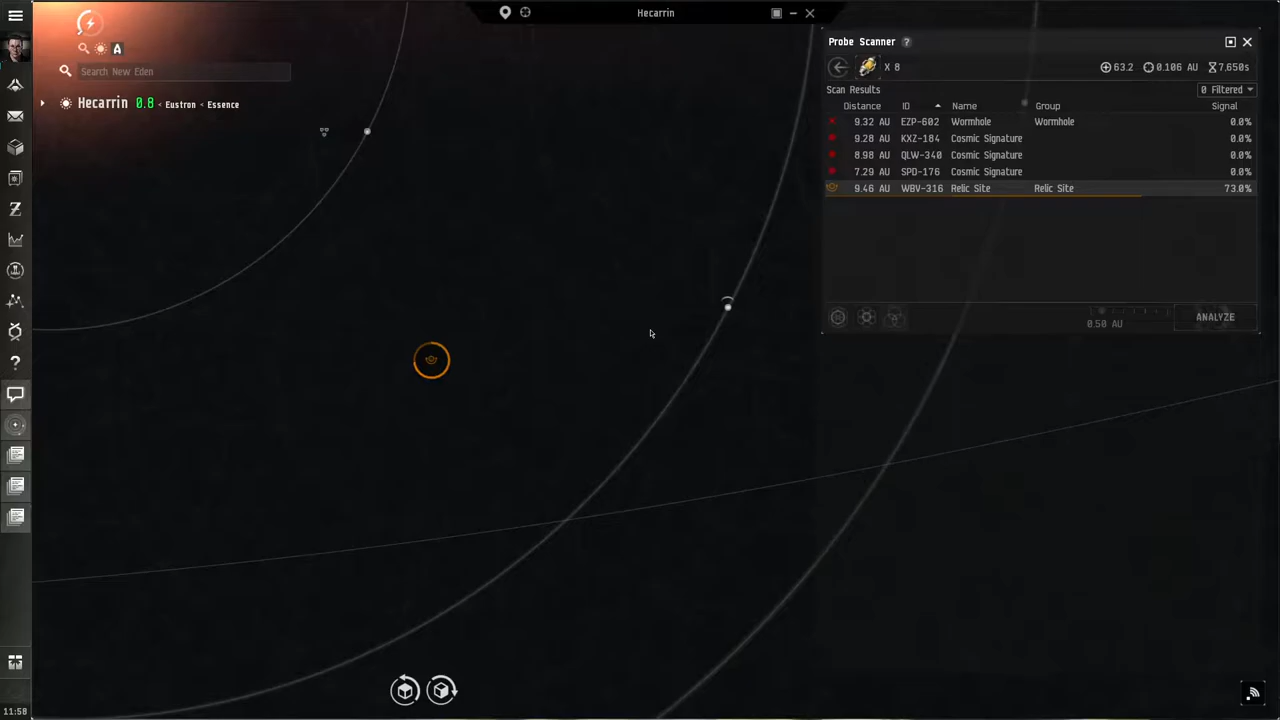 Hecarrin
A
Search New Eden
Hecarrin 0.8 < Eustron < Essence
Probe Scanner ?
X 8 63.2 0.106 AU 7,650s
Scan Results 0 Filtered
Distance ID Name Group Signal
9.32 AU EZP-602 Wormhole Wormhole 0.0%
9.28 AU KXZ-184 Cosmic Signature 0.0%
8.98 AU QLW-340 Cosmic Signature 0.0%
7.29 AU SPD-176 Cosmic Signature 0.0%
9.46 AU WBV-316 Relic Site Relic Site 73.0%
0.50 AU ANALYZE
?
11:58